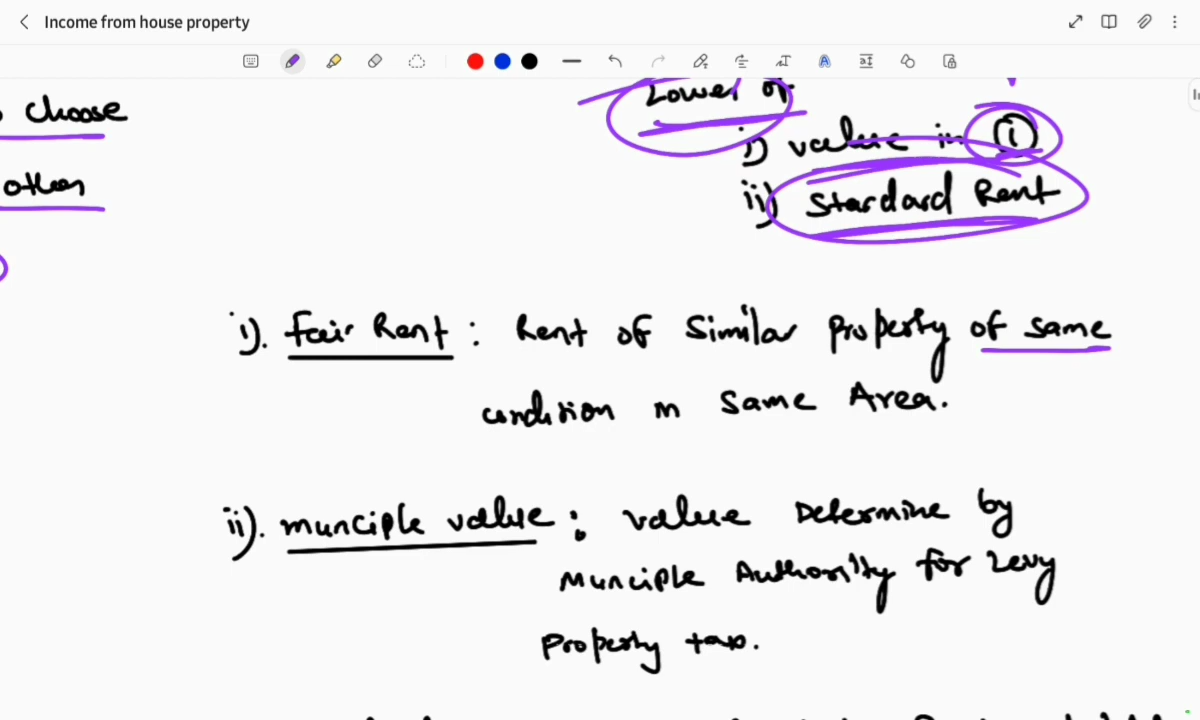 Income from house property
choose
other
Lower of
i) value in ①
ii) Standard Rent
i). fair Rent : Rent of Similar Property of same
condition in Same Area.
ii). munciple value : value Determine by
Munciple Authority for Levy
Property tax.